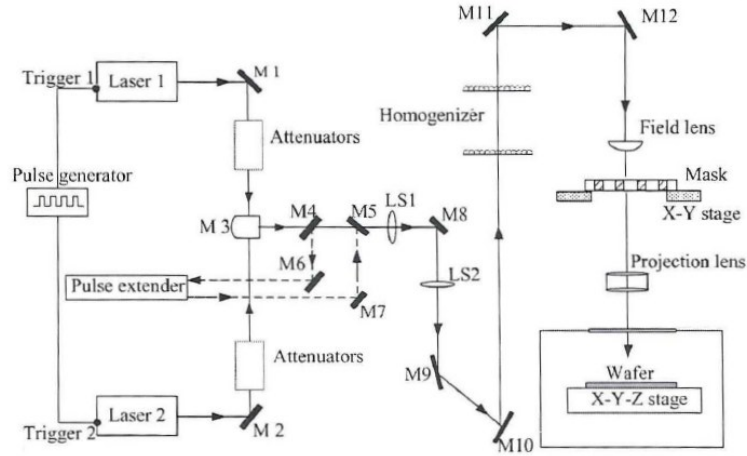 M11
M12
Trigger 1
Laser 1
M 1
Attenuators
Homogenizer
Field lens
Pulse generator
Mask
X-Y stage
M 3
M4
M5
LS1
M8
M6
Pulse extender
M7
LS2
Projection lens
Attenuators
M9
Wafer
X-Y-Z stage
Laser 2
Trigger 2
M 2
M10